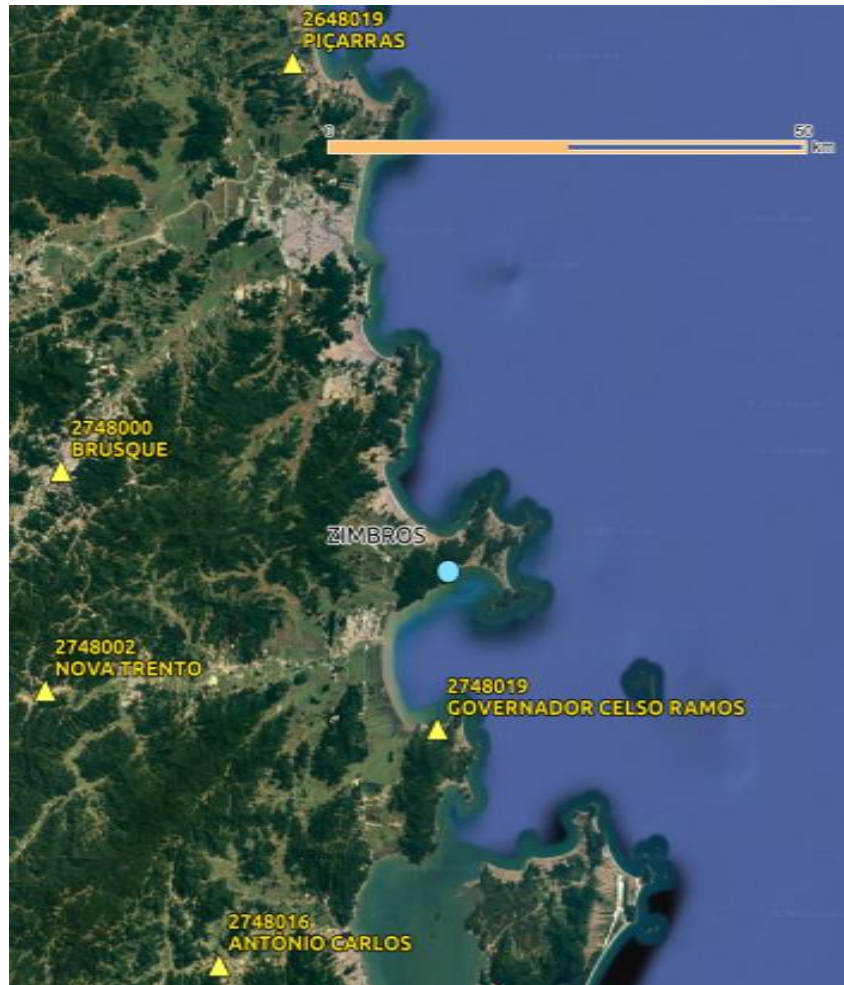 2648019
PIÇARRAS
0 50
km
2748000
BRUSQUE
ZIMBROS
2748002
NOVA TRENTO
2748019
GOVERNADOR CELSO RAMOS
2748016
ANTÔNIO CARLOS